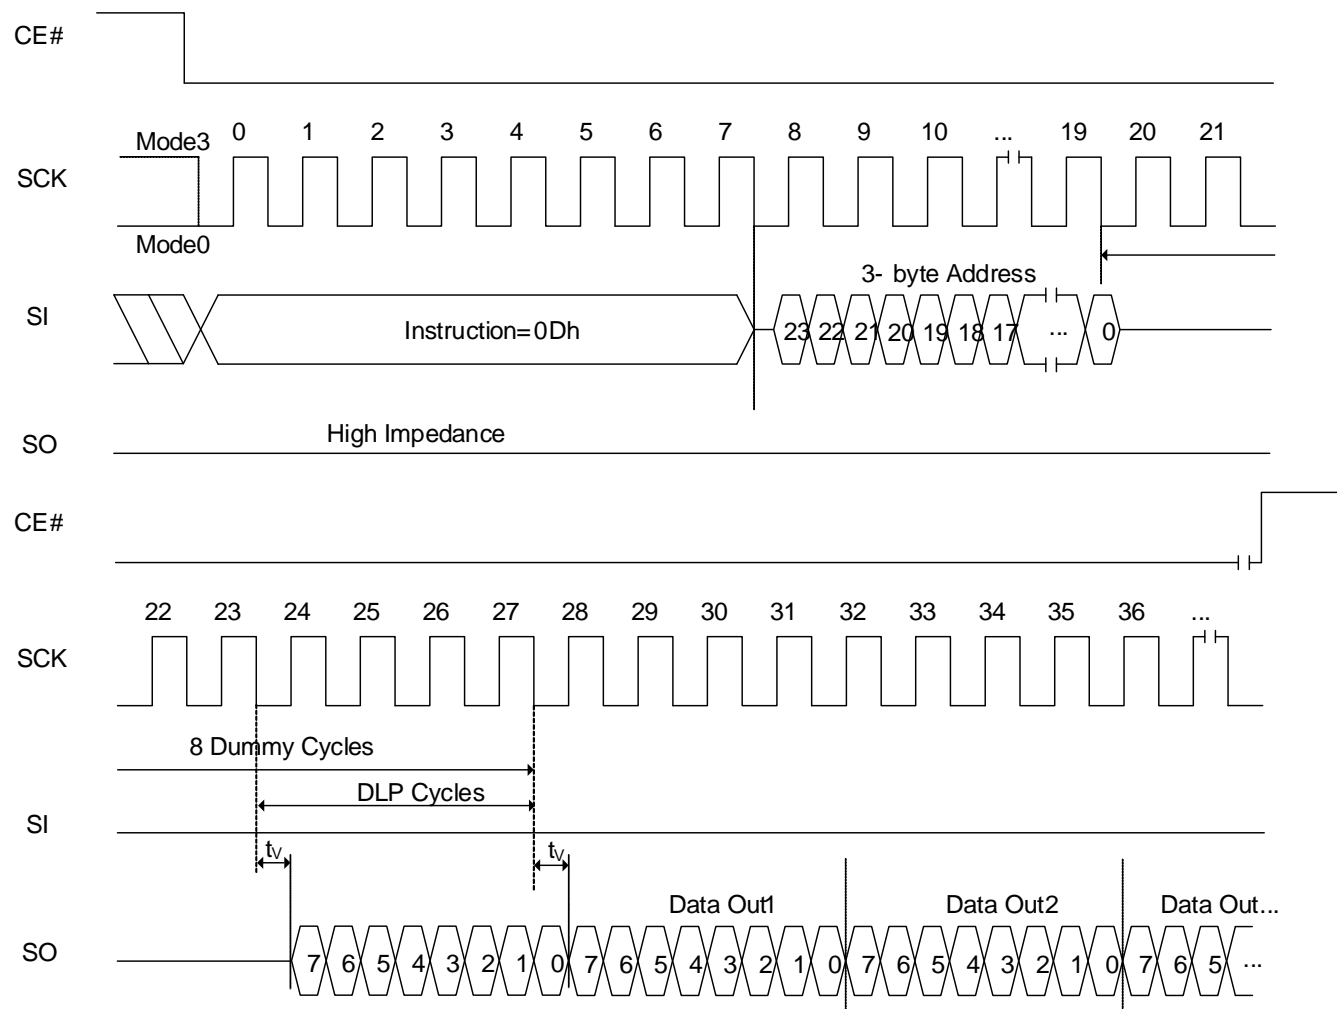 CE#
0 1 2 3 4 5 6 7 8 9 10 ... 19 20 21
Mode3
SCK
Mode0
3- byte Address
SI
Instruction=0Dh
23 22 21 20 19 18 17 ... 0
High Impedance
SO
CE#
22 23 24 25 26 27 28 29 30 31 32 33 34 35 36 ...
SCK
8 Dummy Cycles
DLP Cycles
SI
tV tV
Data Out1 Data Out2 Data Out...
SO
7 6 5 4 3 2 1 0 7 6 5 4 3 2 1 0 7 6 5 4 3 2 1 0 7 6 5 ...